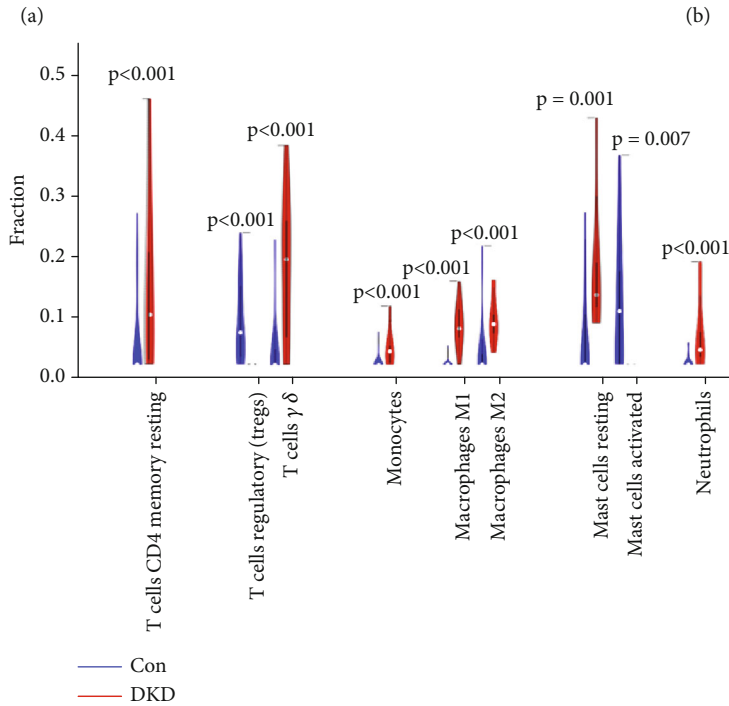 (a)
(b)
Fraction
0.5
0.4
0.3
0.2
0.1
0.0
p<0.001
p<0.001
p<0.001
p<0.001
p<0.001
p<0.001
p = 0.001
p = 0.007
p<0.001
T cells CD4 memory resting
T cells regulatory (tregs)
T cells γ δ
Monocytes
Macrophages M1
Macrophages M2
Mast cells resting
Mast cells activated
Neutrophils
Con
DKD